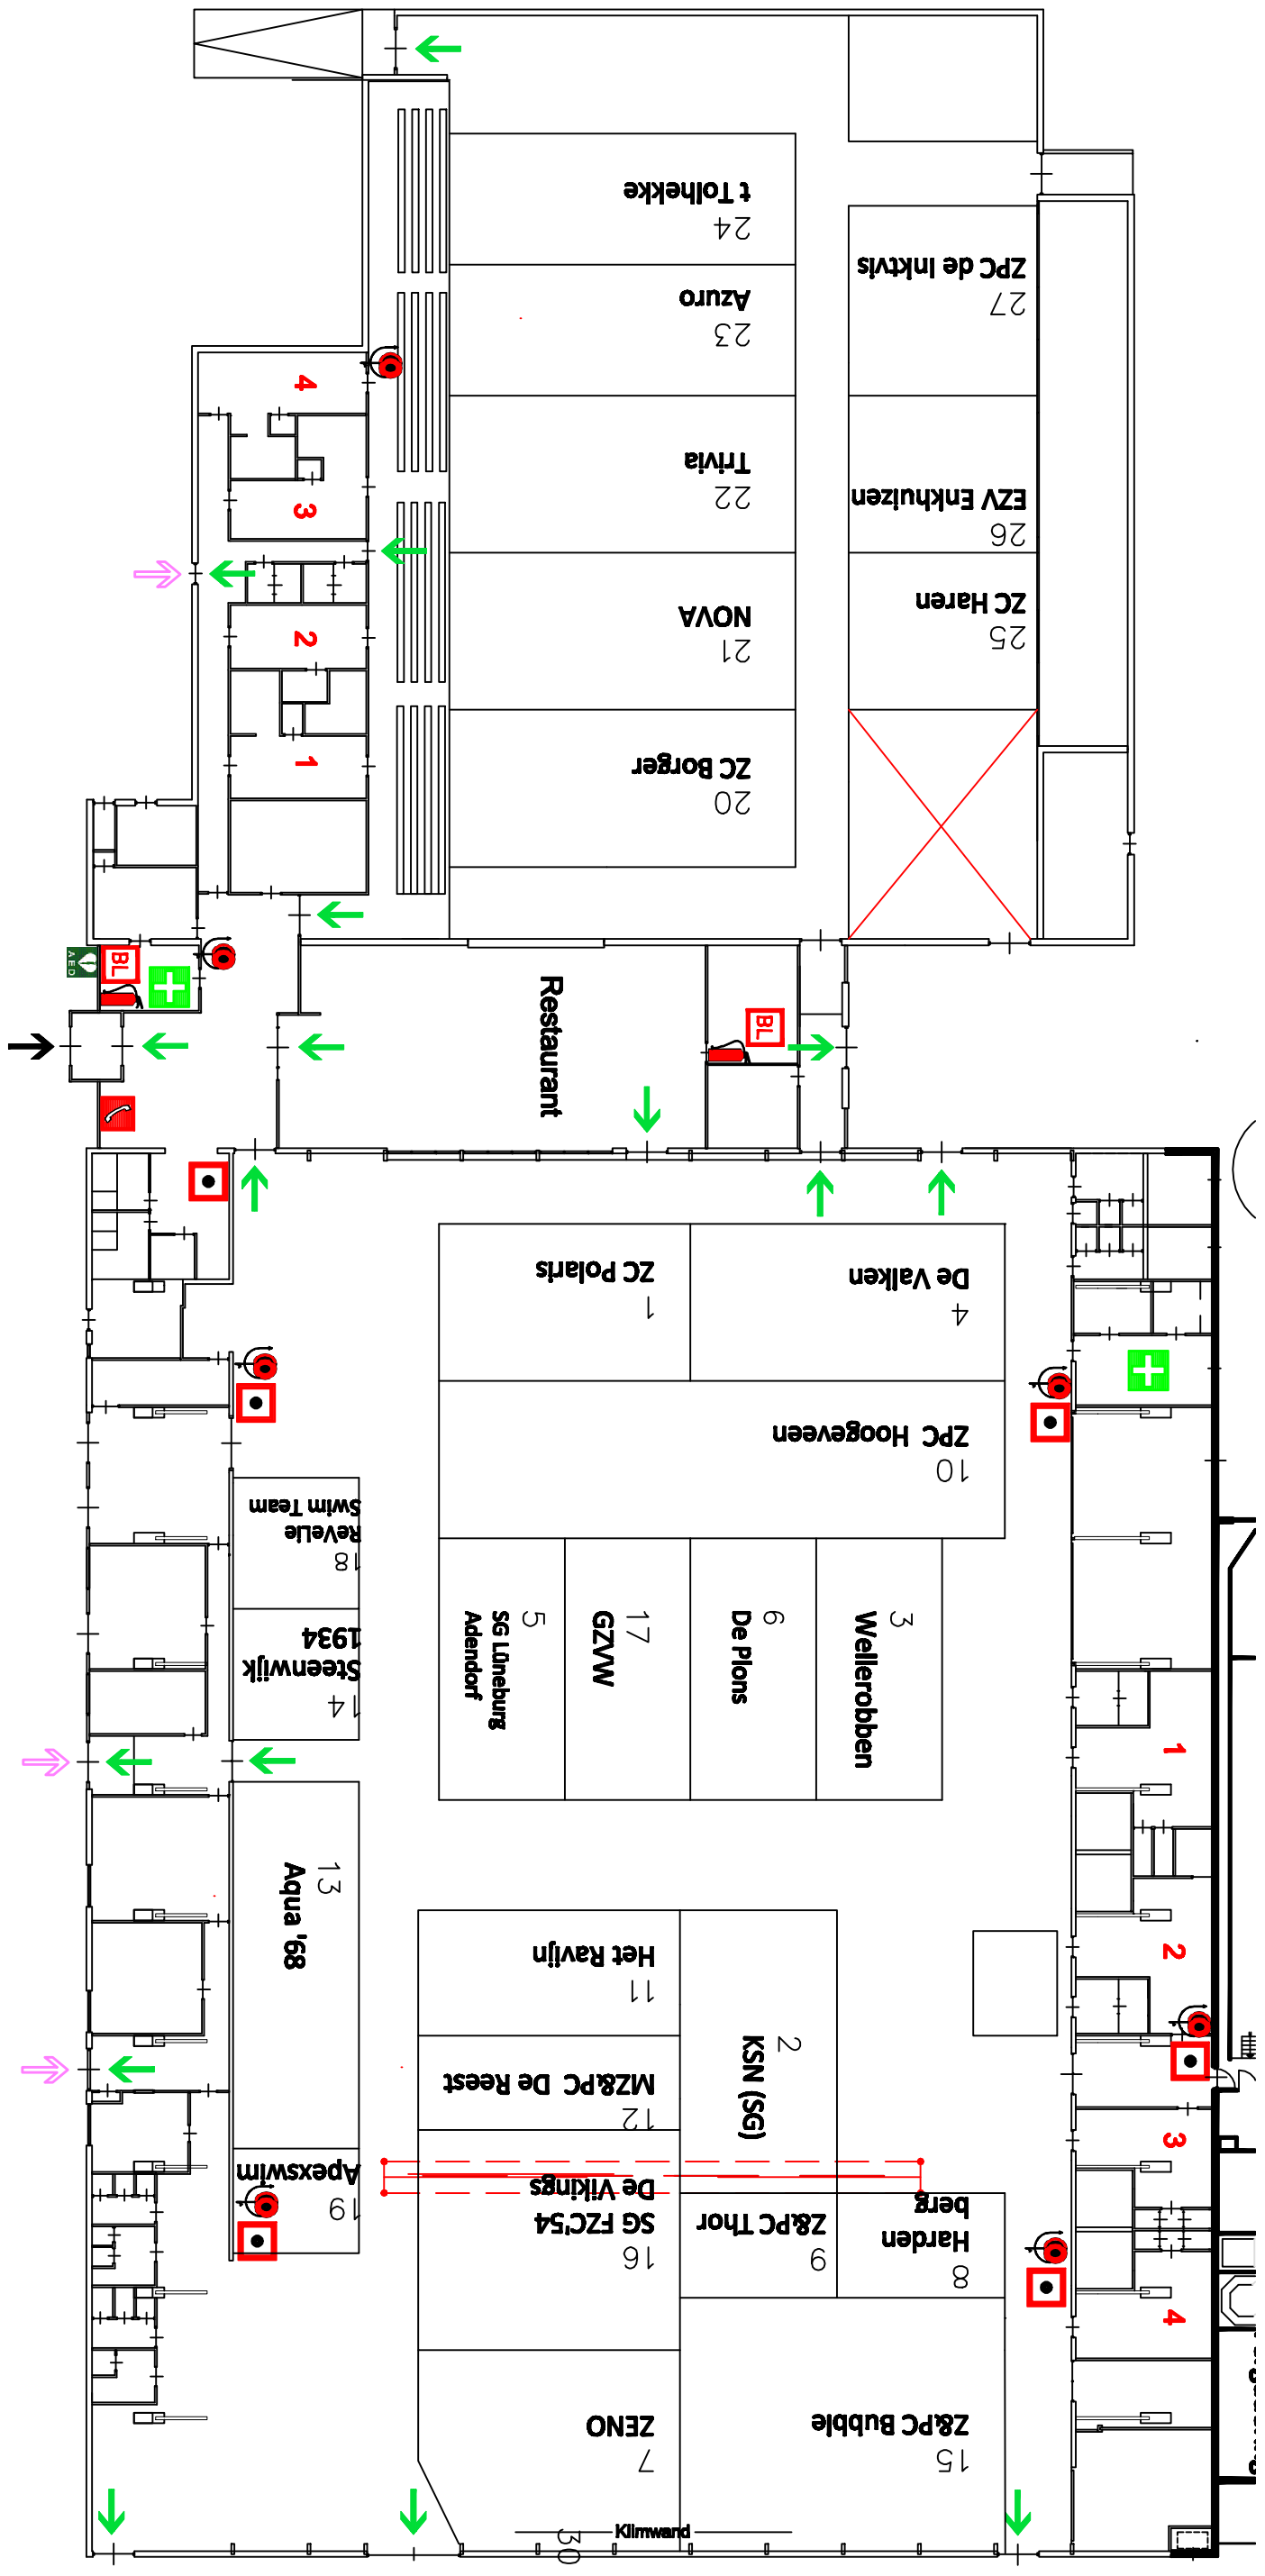 t Tolhekke
24
ZPC de Inktvis
27
Azuro
23
4
Trivia
22
EZV Enkhuizen
26
3
NOVA
21
ZC Haren
25
2
ZC Borger
20
1
AED
BL
Restaurant
BL
ZC Polaris
1
De Valken
4
ZPC Hoogeveen
10
ReVeLie
Swim Team
18
Steenwijk
1934
14
5
SG Lüneburg
Adendorf
17
GZVW
6
De Plons
3
Wellerobben
1
13
Aqua '68
Het Ravijn
11
2
KSN (SG)
2
MZ&PC De Reest
12
3
Apexswim
19
De Vikings
SG FZC'54
16
Z&PC Thor
9
Harden
berg
8
4
ZENO
7
Z&PC Bubble
15
Klimwand
30